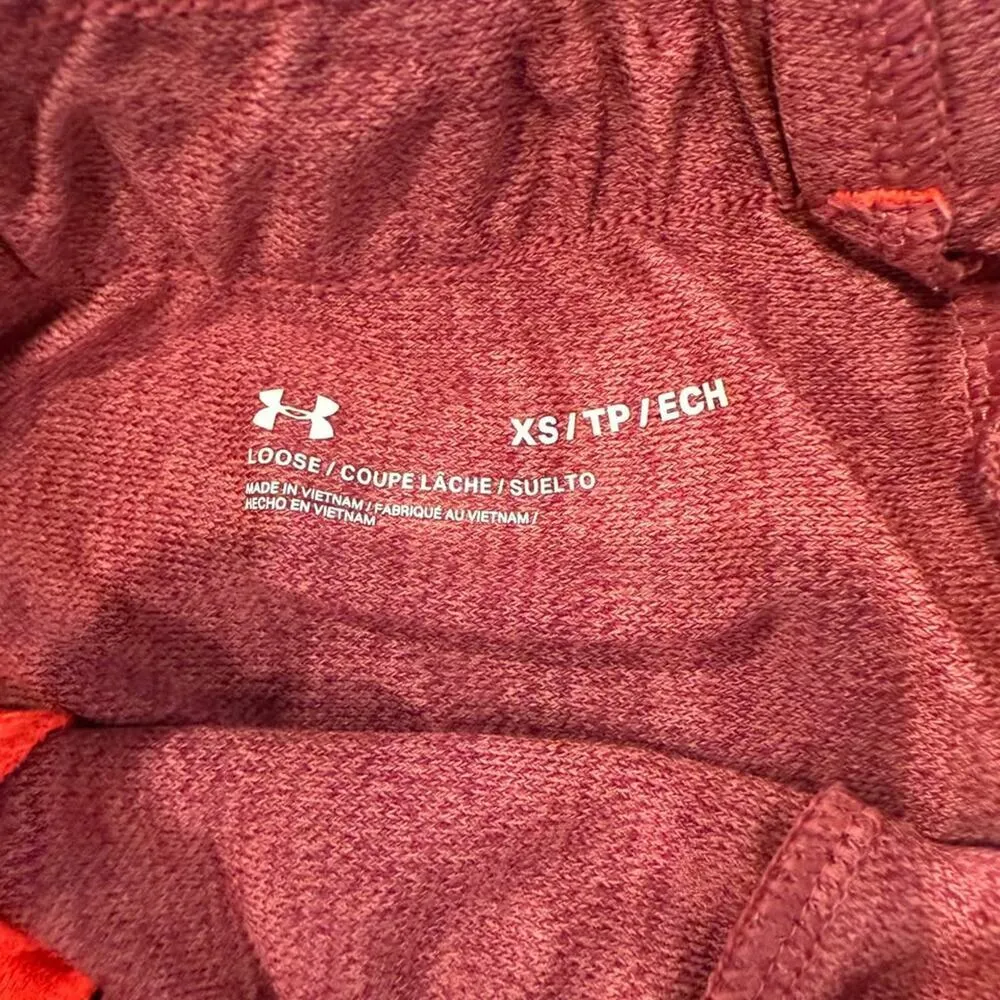 XS / TP / ECH
LOOSE / COUPE LÂCHE / SUELTO
MADE IN VIETNAM / FABRIQUÉ AU VIETNAM /
HECHO EN VIETNAM